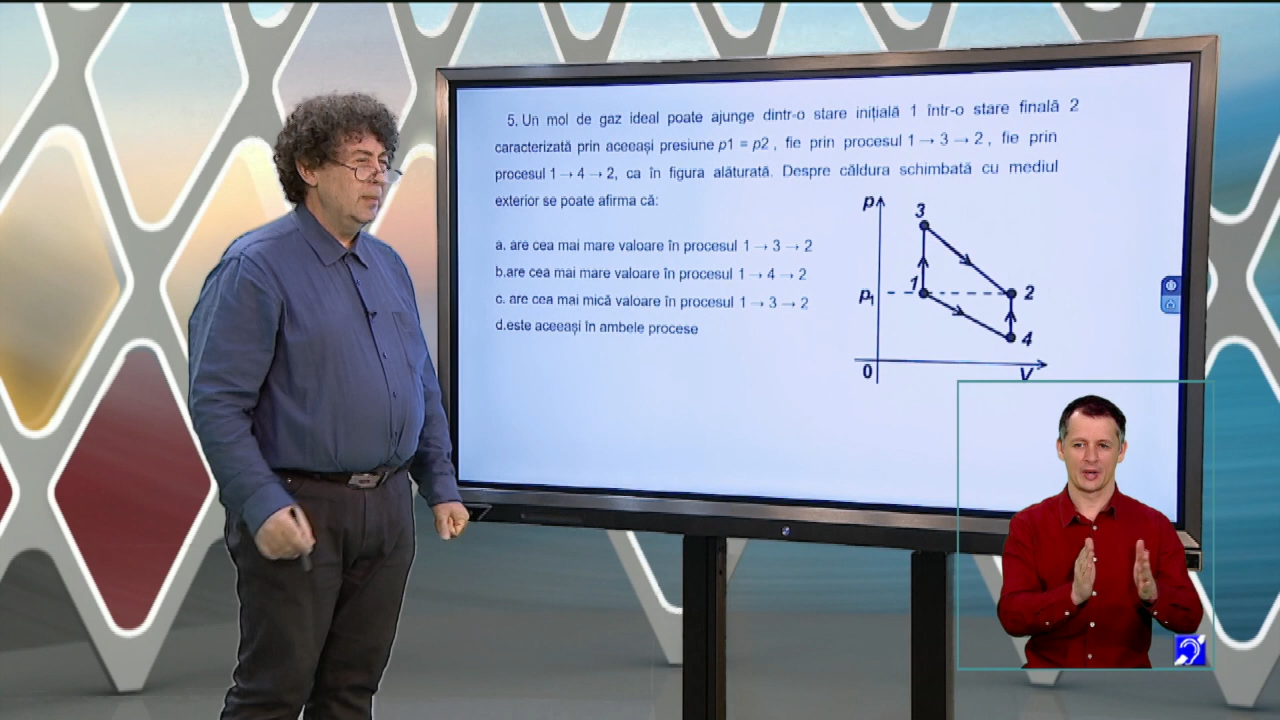 5. Un mol de gaz ideal poate ajunge dintr-o stare inițială 1 într-o stare finală 2
caracterizată prin aceeași presiune p1 = p2 , fie prin procesul 1 → 3 → 2 , fie prin
procesul 1 → 4 → 2, ca în figura alăturată. Despre căldura schimbată cu mediul
exterior se poate afirma că:
a. are cea mai mare valoare în procesul 1 → 3 → 2
b.are cea mai mare valoare în procesul 1 → 4 → 2
c. are cea mai mică valoare în procesul 1 → 3 → 2
d.este aceeași în ambele procese
p
3
p₁
1
2
4
0
V